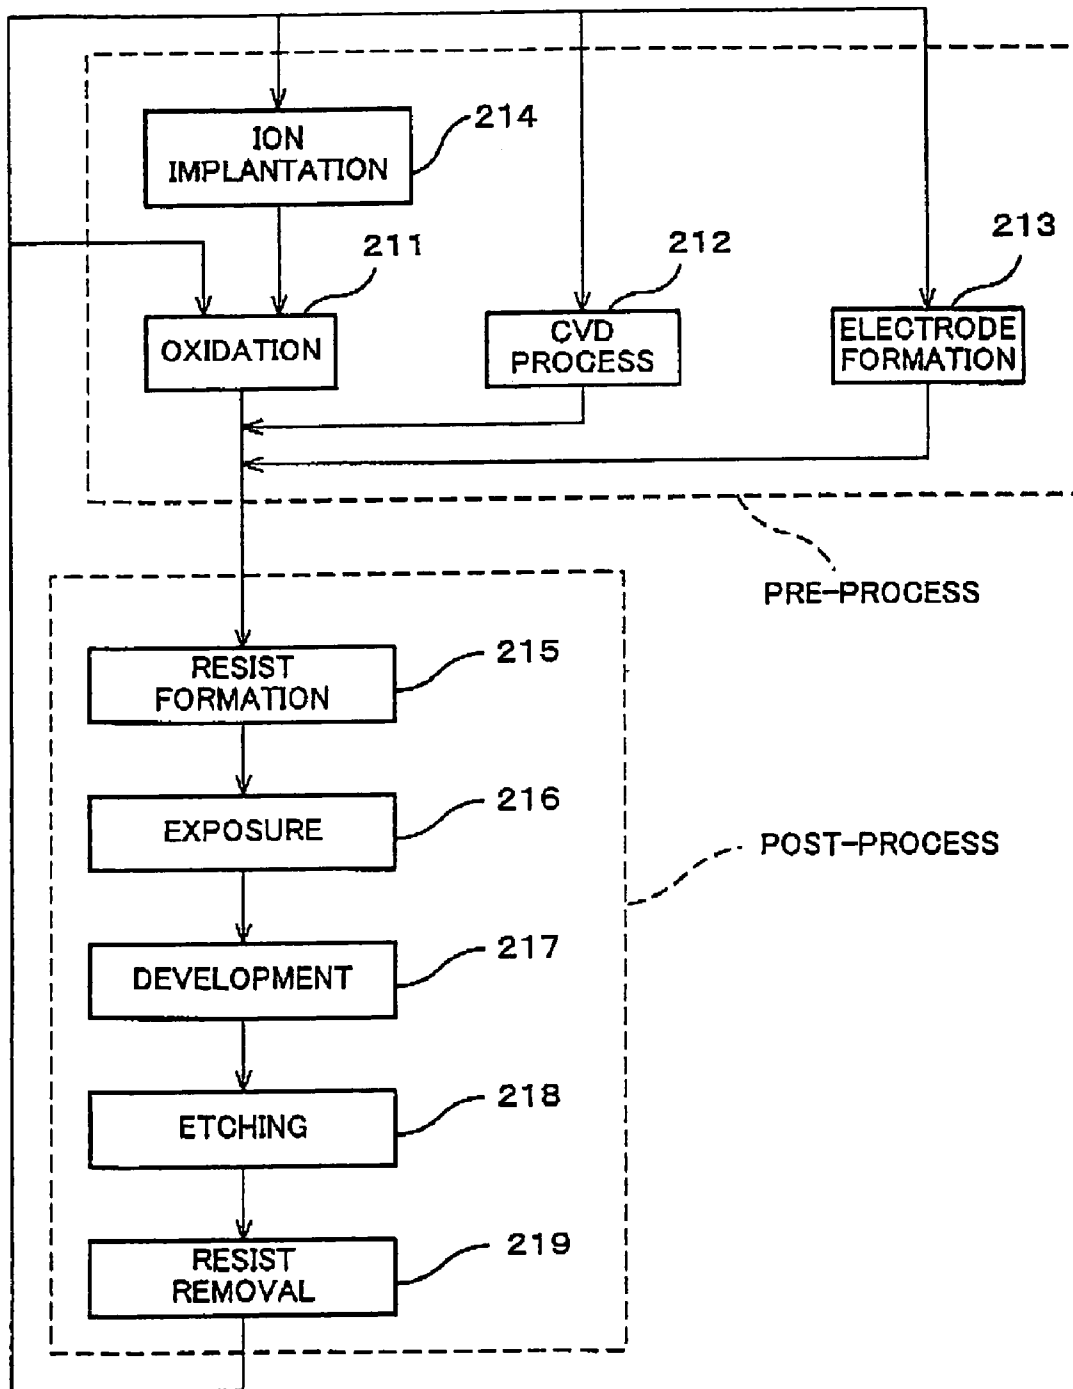 ION
IMPLANTATION
214
211
212
213
OXIDATION
CVD
PROCESS
ELECTRODE
FORMATION
PRE-PROCESS
RESIST
FORMATION
215
EXPOSURE
216
POST-PROCESS
DEVELOPMENT
217
ETCHING
218
RESIST
REMOVAL
219